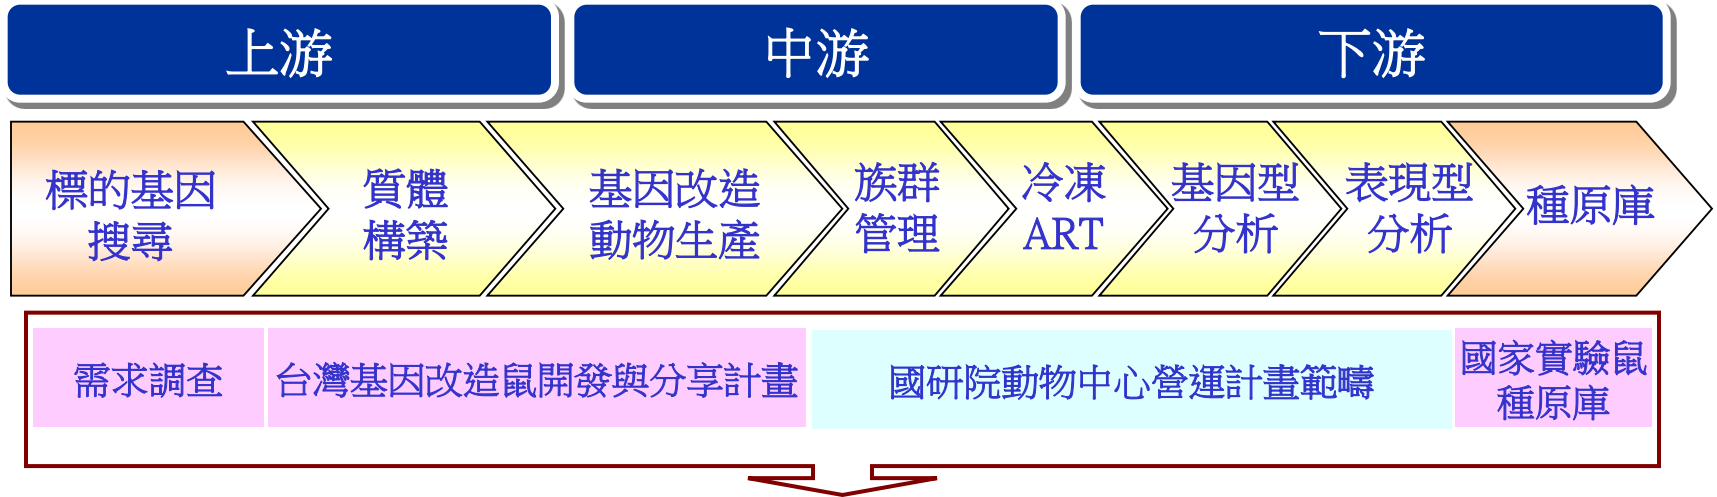 上游
中游
下游
標的基因
搜尋
質體
構築
基因改造
動物生產
族群
管理
冷凍
ART
基因型
分析
表現型
分析
種原庫
需求調查
台灣基因改造鼠開發與分享計畫
國研院動物中心營運計畫範疇
國家實驗鼠
種原庫